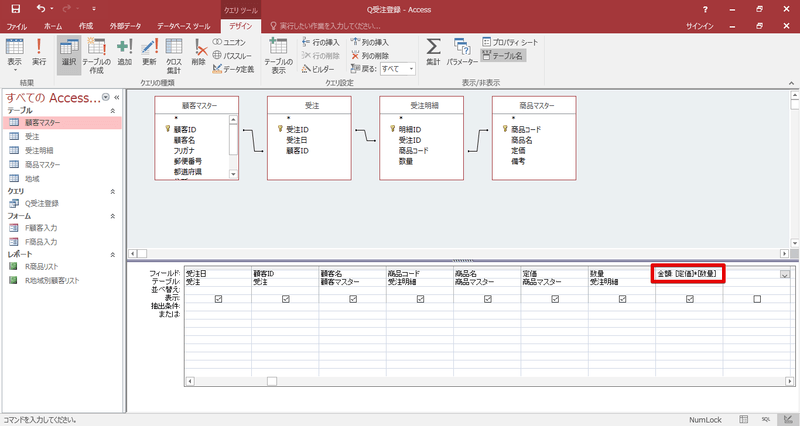 Q受注登録 - Access
クエリ ツール
ファイル ホーム 作成 外部データ データベース ツール デザイン 実行したい作業を入力してください。 サインイン
表示 実行 選択 テーブルの作成 追加 更新 クロス集計 削除
ユニオン
パススルー
データ定義
テーブルの表示
行の挿入
行の削除
ビルダー
列の挿入
列の削除
戻る: すべて
集計 パラメーター
プロパティ シート
テーブル名
結果 クエリの種類 クエリ設定 表示/非表示
すべての Access...
テーブル
顧客マスター
受注
受注明細
商品マスター
地域
クエリ
Q受注登録
フォーム
F顧客入力
F商品入力
レポート
R商品リスト
R地域別顧客リスト
顧客マスター
*
顧客ID
顧客名
フリガナ
郵便番号
都道府県
受注
*
受注ID
受注日
顧客ID
受注明細
*
明細ID
受注ID
商品コード
数量
商品マスター
*
商品コード
商品名
定価
備考
フィールド: 受注日 顧客ID 顧客名 商品コード 商品名 定価 数量 金額: [定価]*[数量]
テーブル: 受注 受注 顧客マスター 受注明細 商品マスター 商品マスター 受注明細
並べ替え:
表示:
抽出条件:
または:
コマンドを入力してください。
NumLock
SQL